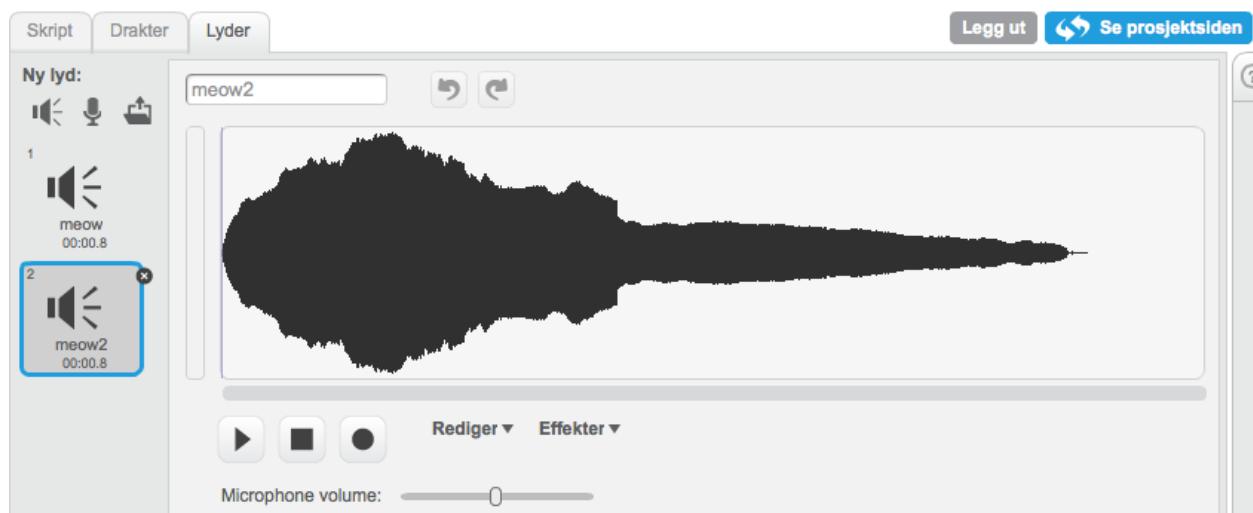 Skript Drakter Lyder Legg ut Se prosjektsiden
Ny lyd:
meow2
1
meow
00:00.8
2
meow2
00:00.8
Rediger Effekter
Microphone volume: